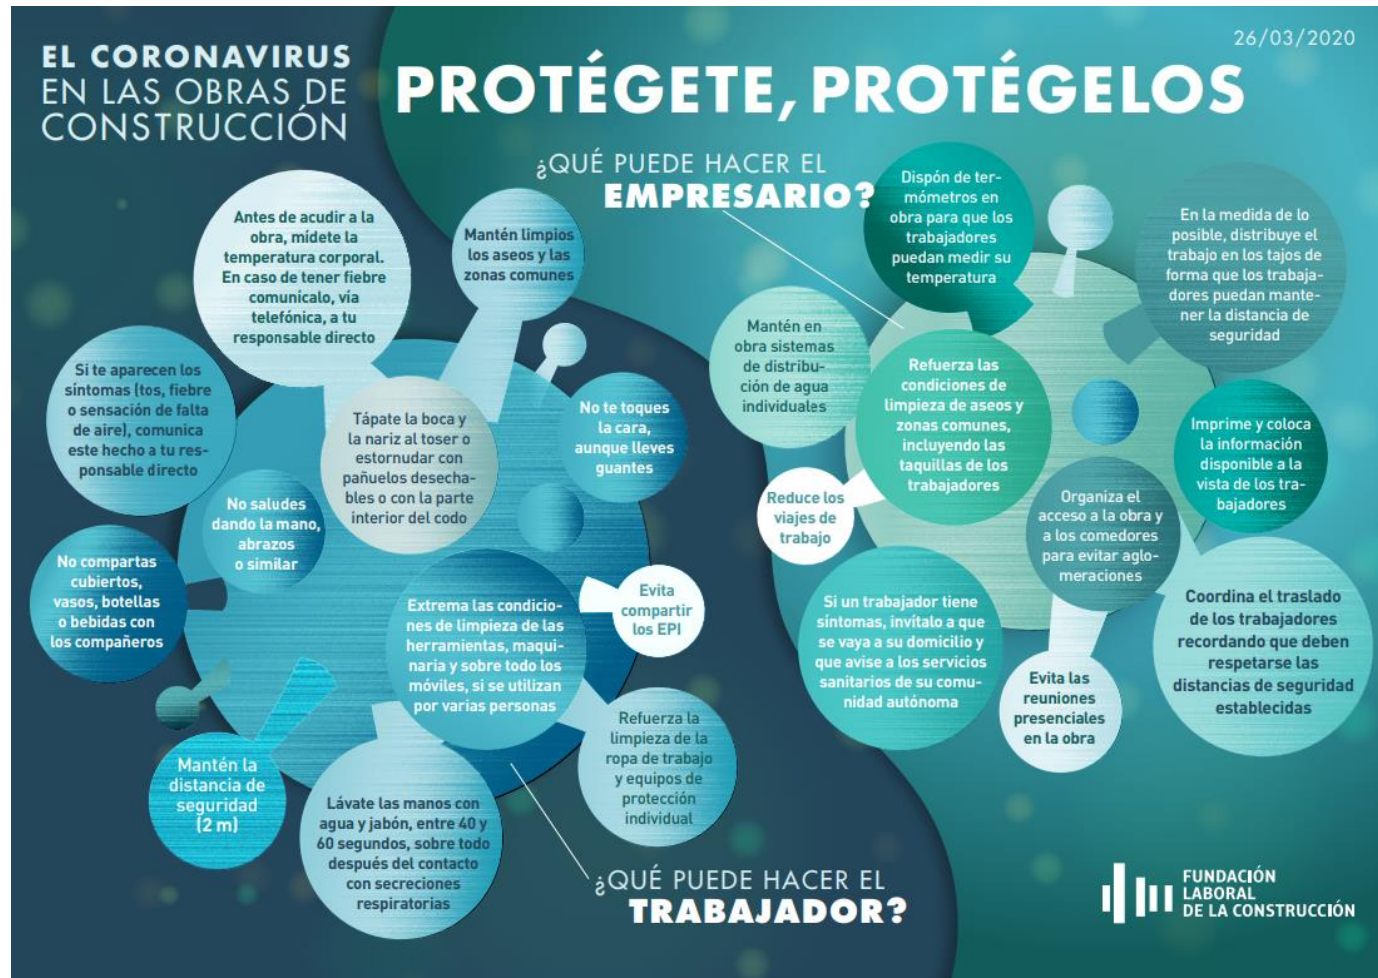 EL CORONAVIRUS
EN LAS OBRAS DE
CONSTRUCCIÓN
PROTÉGETE, PROTÉGELOS
26/03/2020
¿QUÉ PUEDE HACER EL
EMPRESARIO?
Dispón de ter-
mómetros en
obra para que los
trabajadores
puedan medir su
temperatura
En la medida de lo
posible, distribuye el
trabajo en los tajos de
forma que los trabaja-
dores puedan mante-
ner la distancia de
seguridad
Mantén en
obra sistemas
de distribu-
ción de agua
individuales
Refuerza las
condiciones de
limpieza de aseos y
zonas comunes,
incluyendo las
taquillas de los
trabajadores
Imprime y coloca
la información
disponible a la
vista de los tra-
bajadores
Reduce los
viajes de
trabajo
Organiza el
acceso a la obra y
a los comedores
para evitar aglo-
meraciones
Si un trabajador tiene
síntomas, invítalo a que
se vaya a su domicilio y
que avise a los servicios
sanitarios de su comu-
nidad autónoma
Evita las
reuniones
presenciales
en la obra
Coordina el traslado
de los trabajadores
recordando que deben
respetarse las
distancias de seguridad
establecidas
Antes de acudir a la
obra, mídete la
temperatura corporal.
En caso de tener fiebre
comunícalo, vía
telefónica, a tu
responsable directo
Mantén limpios
los aseos y las
zonas comunes
Si te aparecen los
síntomas (tos, fiebre
o sensación de falta
de aire), comunica
este hecho a tu res-
ponsable directo
Tápate la boca y
la nariz al toser o
estornudar con
pañuelos desecha-
bles o con la parte
interior del codo
No te toques
la cara,
aunque lleves
guantes
No saludes
dando la mano,
abrazos
o similar
No compartas
cubiertos,
vasos, botellas
o bebidas con
los compañeros
Extrema las condicio-
nes de limpieza de las
herramientas, maqui-
naria y sobre todo los
móviles, si se utilizan
por varias personas
Evita
compartir
los EPI
Mantén la
distancia de
seguridad
(2 m)
Lávate las manos con
agua y jabón, entre 40 y
60 segundos, sobre todo
después del contacto
con secreciones
respiratorias
Refuerza la
limpieza de la
ropa de trabajo
y equipos de
protección
individual
¿QUÉ PUEDE HACER EL
TRABAJADOR?
FUNDACIÓN
LABORAL
DE LA CONSTRUCCIÓN